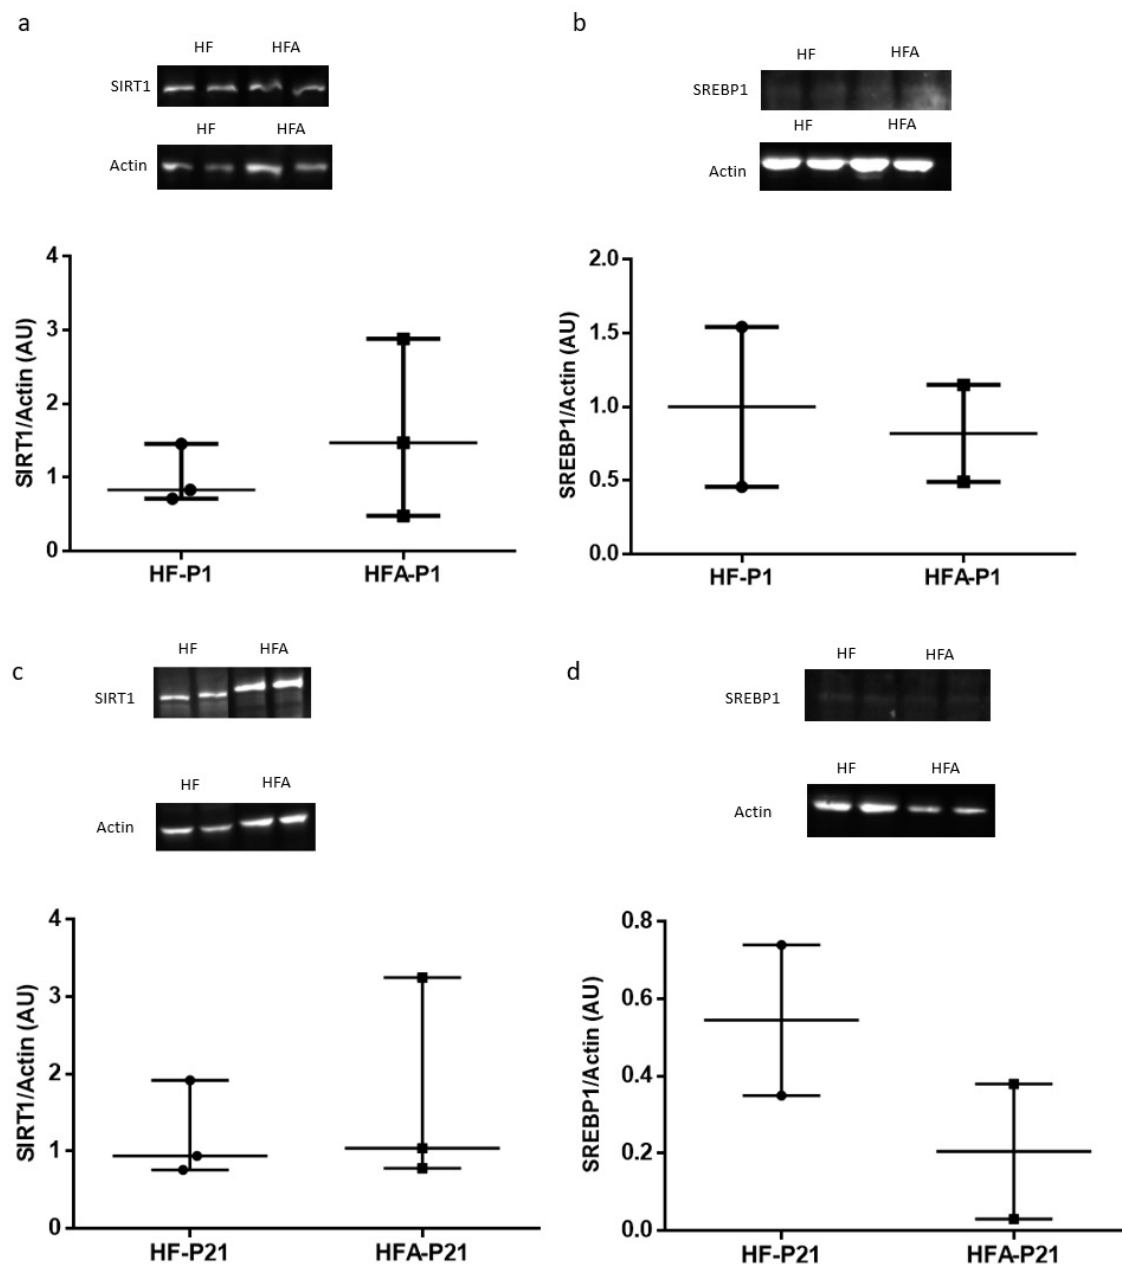 a
HF HFA
SIRT1
HF HFA
Actin
SIRT1/Actin (AU)
4
3
2
1
0
HF-P1 HFA-P1
b
HF HFA
SREBP1
HF HFA
Actin
SREBP1/Actin (AU)
2.0
1.5
1.0
0.5
0.0
HF-P1 HFA-P1
c
HF HFA
SIRT1
HF HFA
Actin
SIRT1/Actin (AU)
4
3
2
1
0
HF-P21 HFA-P21
d
HF HFA
SREBP1
HF HFA
Actin
SREBP1/Actin (AU)
0.8
0.6
0.4
0.2
0.0
HF-P21 HFA-P21